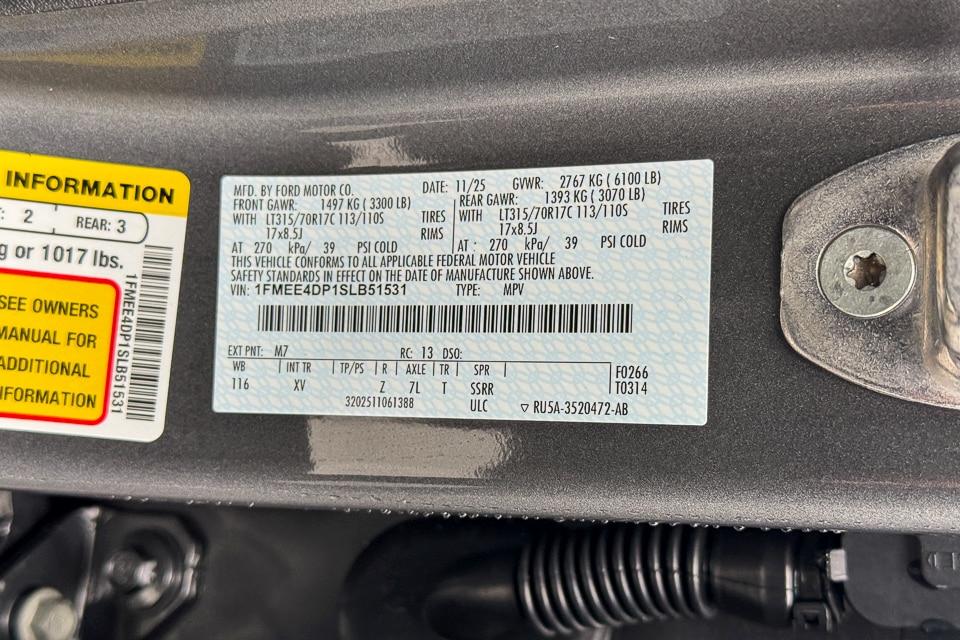 INFORMATION
: 2 REAR: 3
g or 1017 lbs.
SEE OWNERS
MANUAL FOR
ADDITIONAL
INFORMATION
1FMEE4DP1SLB51531
MFD. BY FORD MOTOR CO. DATE: 11/25 GVWR: 2767 KG ( 6100 LB)
FRONT GAWR: 1497 KG ( 3300 LB) REAR GAWR: 1393 KG ( 3070 LB)
WITH LT315/70R17C 113/110S TIRES WITH LT315/70R17C 113/110S TIRES
17x8.5J RIMS 17x8.5J RIMS
AT 270 kPa/ 39 PSI COLD AT : 270 kPa/ 39 PSI COLD
THIS VEHICLE CONFORMS TO ALL APPLICABLE FEDERAL MOTOR VEHICLE
SAFETY STANDARDS IN EFFECT ON THE DATE OF MANUFACTURE SHOWN ABOVE.
VIN: 1FMEE4DP1SLB51531 TYPE: MPV
EXT PNT: M7 RC: 13 DSO:
WB INT TR TP/PS R AXLE TR SPR F0266
116 XV Z 7L T SSRR T0314
3202511061388 ULC ▽ RU5A-3520472-AB